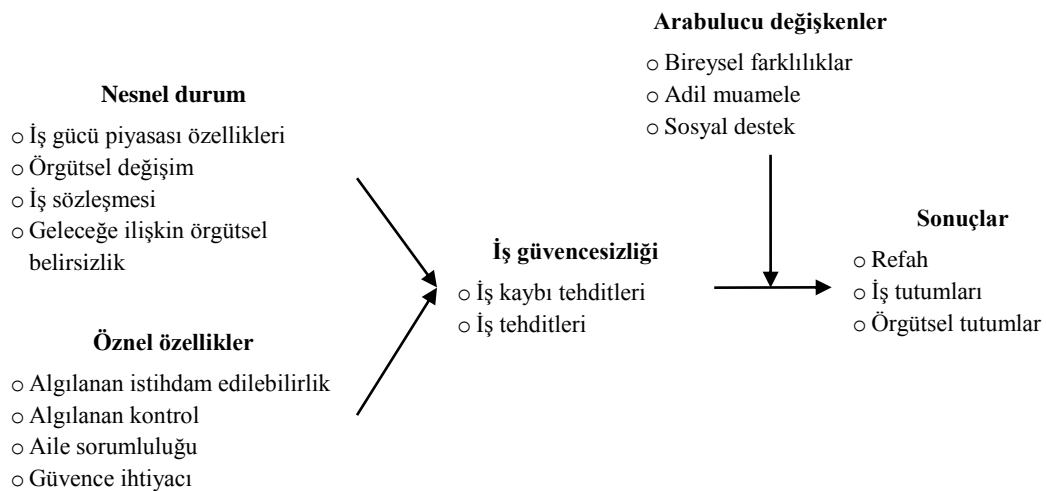 Arabulucu değişkenler
o Bireysel farklılıklar
o Adil muamele
o Sosyal destek
Nesnel durum
o İş gücü piyasası özellikleri
o Örgütsel değişim
o İş sözleşmesi
o Geleceğe ilişkin örgütsel
belirsizlik
İş güvencesizliği
o İş kaybı tehditleri
o İş tehditleri
Sonuçlar
o Refah
o İş tutumları
o Örgütsel tutumlar
Öznel özellikler
o Algılanan istihdam edilebilirlik
o Algılanan kontrol
o Aile sorumluluğu
o Güvence ihtiyacı